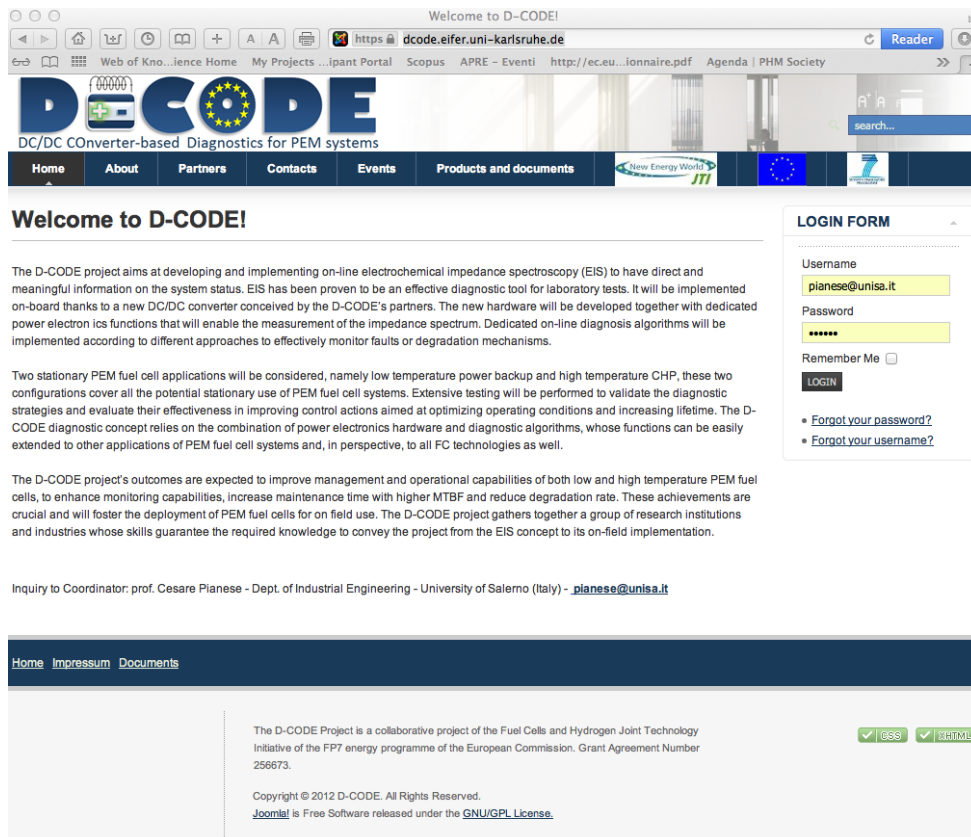 Welcome to D-CODE!
A A
https dcode.eifer.uni-karlsruhe.de
Reader
Web of Kno...ience Home My Projects ...ipant Portal Scopus APRE – Eventi http://ec.eu...ionnaire.pdf Agenda | PHM Society
D-CODE
DC/DC COnverter-based Diagnostics for PEM systems
A+ A
search...
Home About Partners Contacts Events Products and documents
New Energy World
JTI
7
Welcome to D-CODE!
The D-CODE project aims at developing and implementing on-line electrochemical impedance spectroscopy (EIS) to have direct and
meaningful information on the system status. EIS has been proven to be an effective diagnostic tool for laboratory tests. It will be implemented
on-board thanks to a new DC/DC converter conceived by the D-CODE's partners. The new hardware will be developed together with dedicated
power electron ics functions that will enable the measurement of the impedance spectrum. Dedicated on-line diagnosis algorithms will be
implemented according to different approaches to effectively monitor faults or degradation mechanisms.
Two stationary PEM fuel cell applications will be considered, namely low temperature power backup and high temperature CHP, these two
configurations cover all the potential stationary use of PEM fuel cell systems. Extensive testing will be performed to validate the diagnostic
strategies and evaluate their effectiveness in improving control actions aimed at optimizing operating conditions and increasing lifetime. The D-
CODE diagnostic concept relies on the combination of power electronics hardware and diagnostic algorithms, whose functions can be easily
extended to other applications of PEM fuel cell systems and, in perspective, to all FC technologies as well.
The D-CODE project's outcomes are expected to improve management and operational capabilities of both low and high temperature PEM fuel
cells, to enhance monitoring capabilities, increase maintenance time with higher MTBF and reduce degradation rate. These achievements are
crucial and will foster the deployment of PEM fuel cells for on field use. The D-CODE project gathers together a group of research institutions
and industries whose skills guarantee the required knowledge to convey the project from the EIS concept to its on-field implementation.
Inquiry to Coordinator: prof. Cesare Pianese - Dept. of Industrial Engineering - University of Salerno (Italy) - pianese@unisa.it
LOGIN FORM
Username
pianese@unisa.it
Password
••••••
Remember Me
LOGIN
Forgot your password?
Forgot your username?
Home Impressum Documents
The D-CODE Project is a collaborative project of the Fuel Cells and Hydrogen Joint Technology
Initiative of the FP7 energy programme of the European Commission. Grant Agreement Number
256673.
CSS XHTML
Copyright © 2012 D-CODE. All Rights Reserved.
Joomla! is Free Software released under the GNU/GPL License.